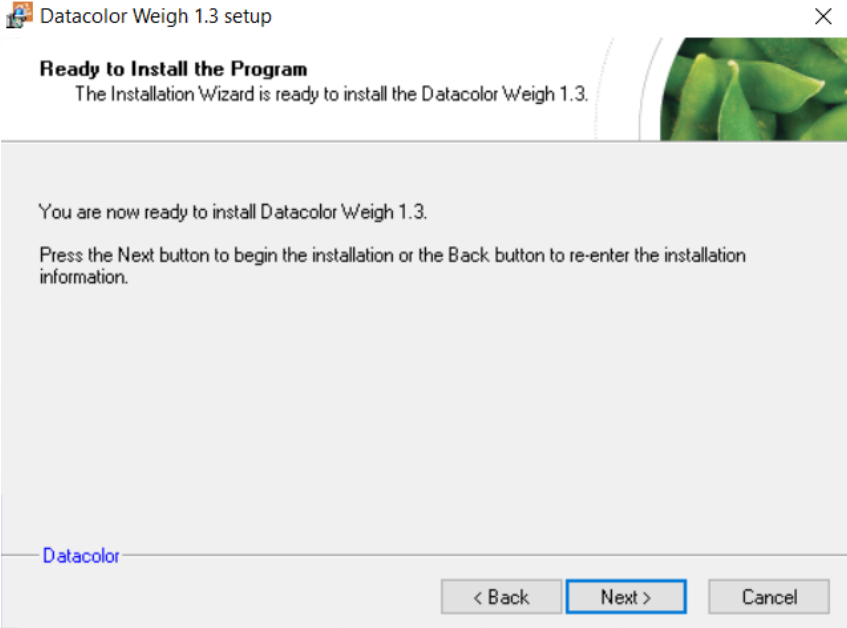 Datacolor Weigh 1.3 setup
Ready to Install the Program
The Installation Wizard is ready to install the Datacolor Weigh 1.3.
You are now ready to install Datacolor Weigh 1.3.
Press the Next button to begin the installation or the Back button to re-enter the installation
information.
Datacolor
< Back Next > Cancel